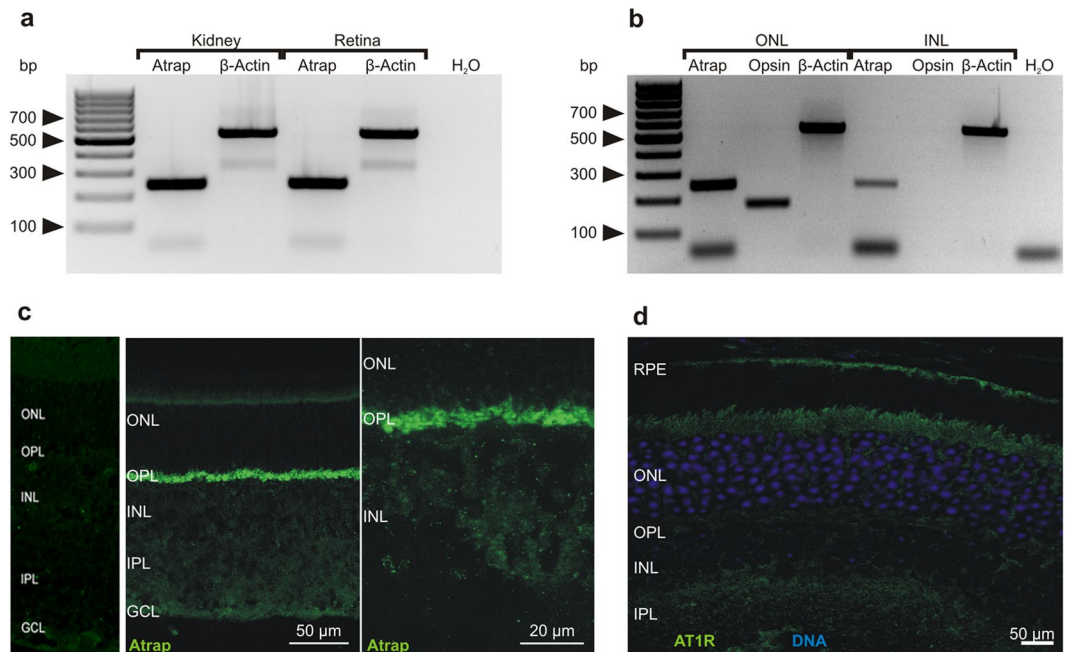 a
Kidney Retina
bp Atrap β-Actin Atrap β-Actin H₂O
700
500
300
100
b
ONL INL
bp Atrap Opsin β-Actin Atrap Opsin β-Actin H₂O
700
500
300
100
c
ONL
OPL
INL
IPL
GCL
ONL
OPL
INL
IPL
GCL
50 µm
Atrap
ONL
OPL
INL
20 µm
Atrap
d
RPE
ONL
OPL
INL
IPL
AT1R DNA 50 µm